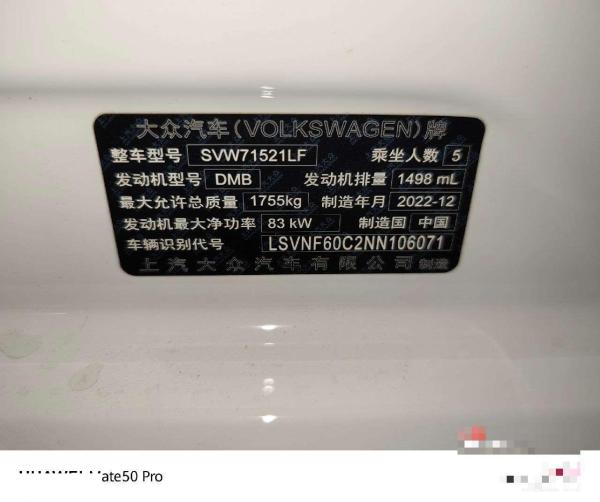 大众汽车(VOLKSWAGEN)牌
整车型号 SVW71521LF 乘坐人数 5
发动机型号 DMB 发动机排量 1498 mL
最大允许总质量 1755kg 制造年月 2022-12
发动机最大净功率 83 kW 制造国 中国
车辆识别代号 LSVNF60C2NN106071
上汽大众汽车有限公司 制造
ate50 Pro